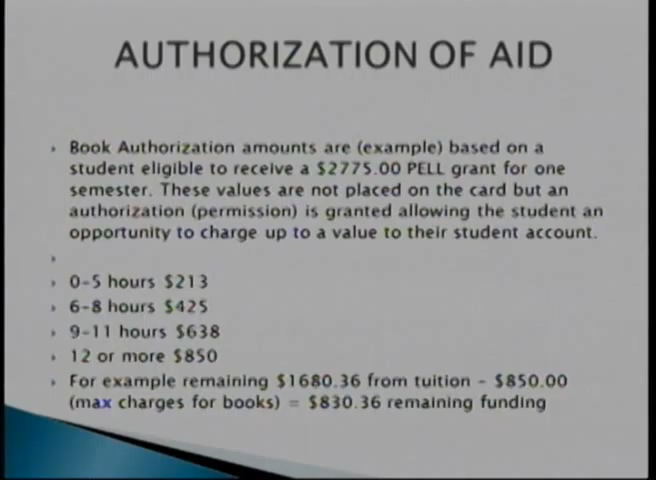 AUTHORIZATION OF AID
Book Authorization amounts are (example) based on a
student eligible to receive a $2775.00 PELL grant for one
semester. These values are not placed on the card but an
authorization (permission) is granted allowing the student an
opportunity to charge up to a value to their student account.
0-5 hours $213
6-8 hours $425
9-11 hours $638
12 or more $850
For example remaining $1680.36 from tuition - $850.00
(max charges for books) = $830.36 remaining funding